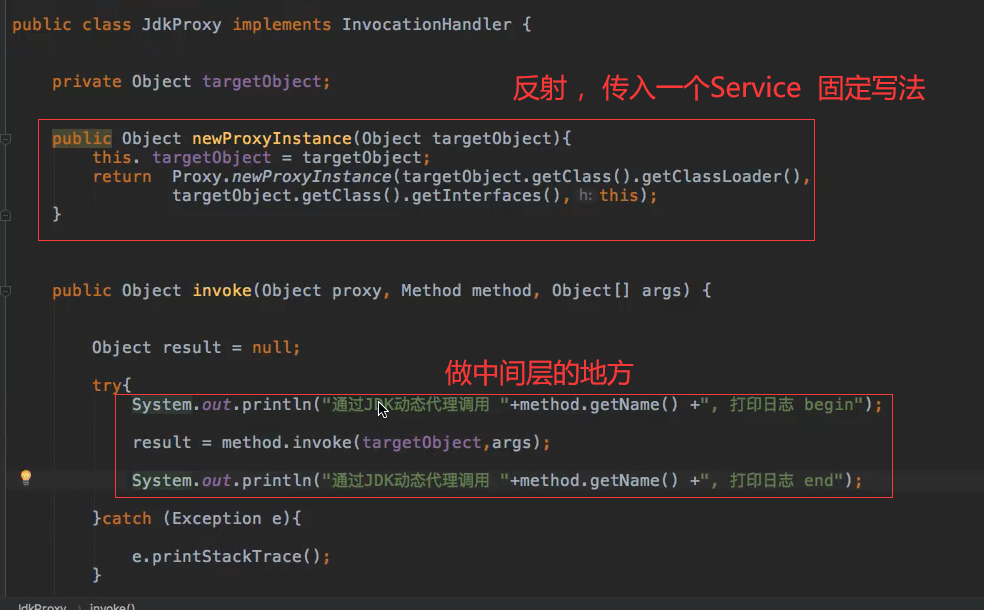 public class JdkProxy implements InvocationHandler {
private Object targetObject;
反射， 传入一个Service 固定写法
public Object newProxyInstance(Object targetObject){
this. targetObject = targetObject;
return Proxy.newProxyInstance(targetObject.getClass().getClassLoader(),
targetObject.getClass().getInterfaces(), h: this);
}
public Object invoke(Object proxy, Method method, Object[] args) {
Object result = null;
做中间层的地方
try{
System.out.println("通过JDK动态代理调用 "+method.getName() +", 打印日志 begin");
result = method.invoke(targetObject,args);
System.out.println("通过JDK动态代理调用 "+method.getName() +", 打印日志 end");
}catch (Exception e){
e.printStackTrace();
}
JdkProxy › invoke()